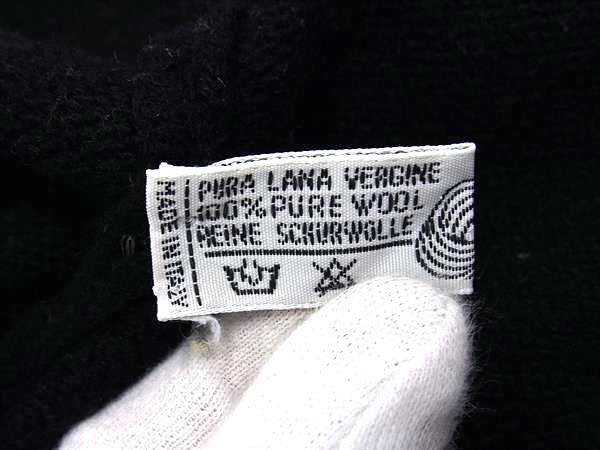 PURA LANA VERGINE
100% PURE WOOL
REINE SCHURWOLLE
MADE IN ITALY